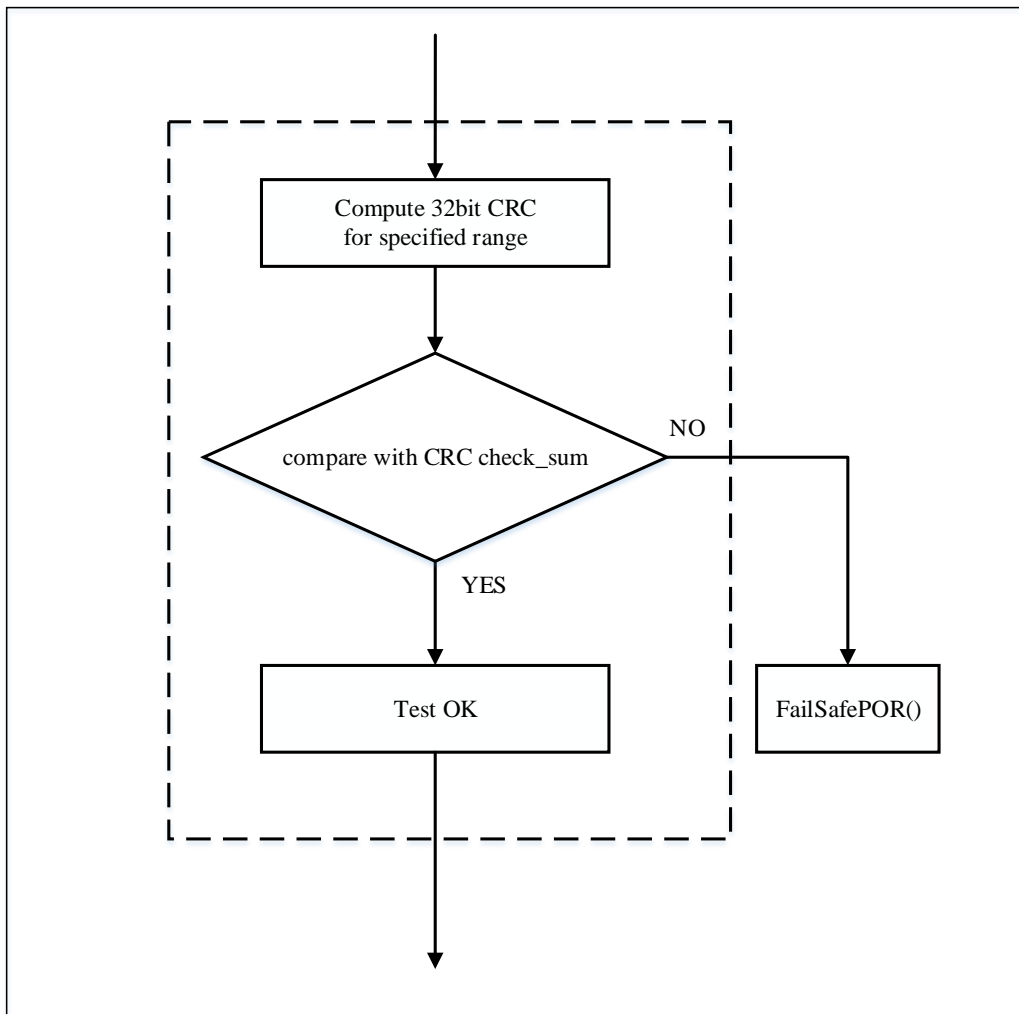 Compute 32bit CRC
for specified range
compare with CRC check_sum
NO
YES
Test OK
FailSafePOR()